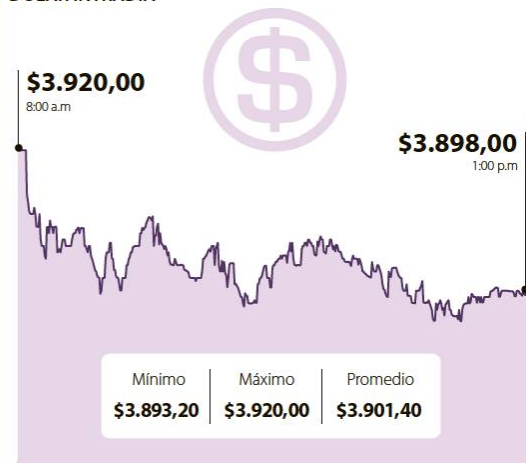 $
$3.920,00
8:00 a.m
$3.898,00
1:00 p.m
Mínimo Máximo Promedio
$3.893,20 $3.920,00 $3.901,40